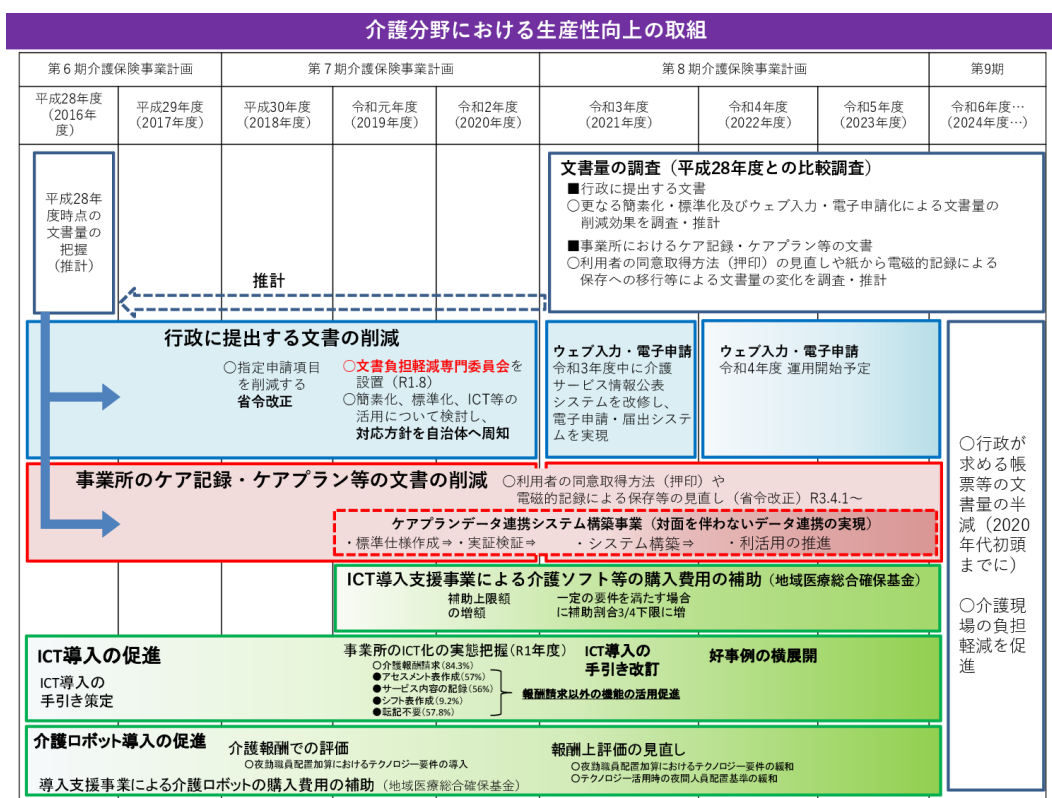 介護分野における生産性向上の取組
第6期介護保険事業計画
第7期介護保険事業計画
第8期介護保険事業計画
第9期
平成28年度
(2016年
度)
平成29年度
(2017年度)
平成30年度
(2018年度)
令和元年度
(2019年度)
令和2年度
(2020年度)
令和3年度
(2021年度)
令和4年度
(2022年度)
令和5年度
(2023年度)
令和6年度…
(2024年度…)
平成28年
度時点の
文書量の
把握
(推計)
文書量の調査（平成28年度との比較調査）
■行政に提出する文書
○更なる簡素化・標準化及びウェブ入力・電子申請化による文書量の
削減効果を調査・推計
■事業所におけるケア記録・ケアプラン等の文書
○利用者の同意取得方法（押印）の見直しや紙から電磁的記録による
保存への移行等による文書量の変化を調査・推計
推計
行政に提出する文書の削減
○指定申請項目
を削減する
省令改正
○文書負担軽減専門委員会を
設置（R1.8）
○簡素化、標準化、ICT等の
活用について検討し、
対応方針を自治体へ周知
ウェブ入力・電子申請
令和3年度中に介護
サービス情報公表
システムを改修し、
電子申請・届出システ
ムを実現
ウェブ入力・電子申請
令和4年度 運用開始予定
事業所のケア記録・ケアプラン等の文書の削減
○利用者の同意取得方法（押印）や
電磁的記録による保存等の見直し（省令改正）R3.4.1～
ケアプランデータ連携システム構築事業（対面を伴わないデータ連携の実現）
・標準仕様作成⇒・実証検証⇒
・システム構築⇒
・利活用の推進
ICT導入支援事業による介護ソフト等の購入費用の補助（地域医療総合確保基金）
補助上限額
の増額
一定の要件を満たす場合
に補助割合3/4下限に増
ICT導入の促進
ICT導入の
手引き策定
事業所のICT化の実態把握(R1年度)
○介護報酬請求(84.3%)
●アセスメント表作成(57%)
●サービス内容の記録(56%)
●シフト表作成(9.2%)
●転記不要(57.8%)
報酬請求以外の機能の活用促進
ICT導入の
手引き改訂
好事例の横展開
介護ロボット導入の促進
介護報酬での評価
○夜勤職員配置加算におけるテクノロジー要件の導入
報酬上評価の見直し
○夜勤職員配置加算におけるテクノロジー要件の緩和
○テクノロジー活用時の夜間人員配置基準の緩和
導入支援事業による介護ロボットの購入費用の補助（地域医療総合確保基金）
○行政が
求める帳
票等の文
書量の半
減（2020
年代初頭
までに）
○介護現
場の負担
軽減を促
進